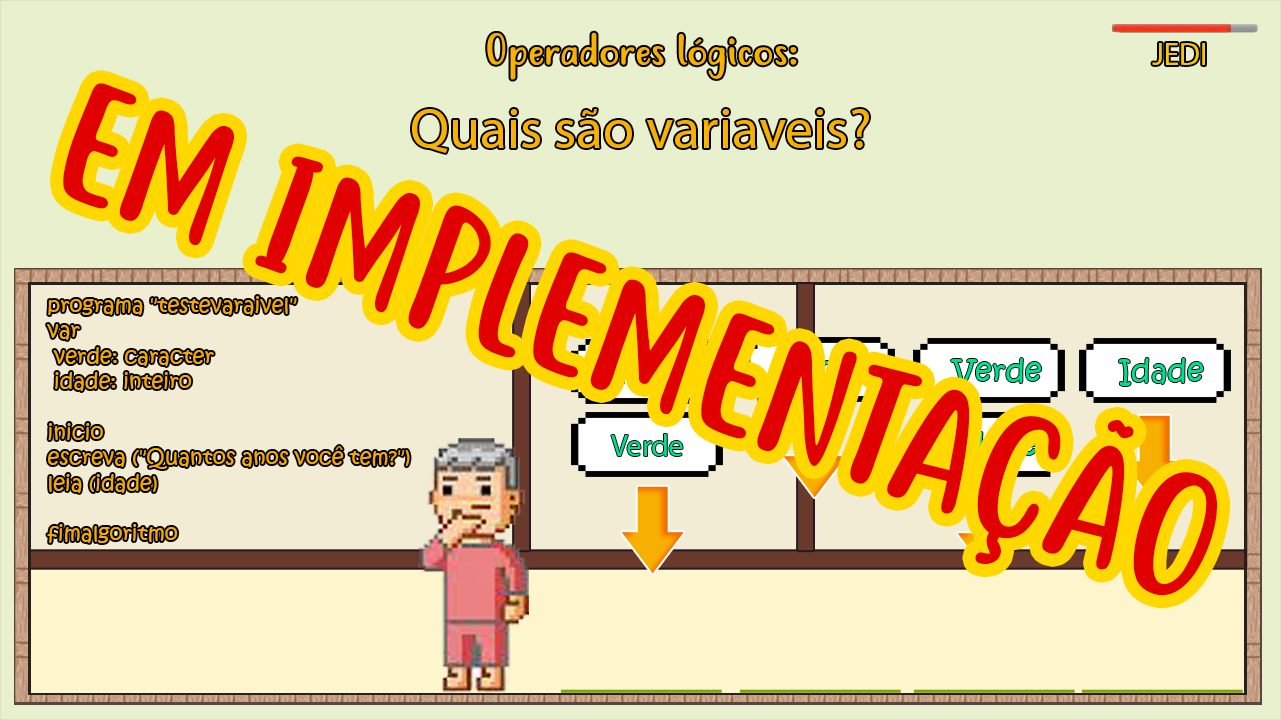 Operadores lógicos:
JEDI
Quais são variaveis?
EM IMPLEMENTAÇÃO
programa "testevaraivel"
var
verde: caracter
idade: inteiro
inicio
escreva ("Quantos anos você tem?")
leia (idade)
fimalgoritmo
Verde
Idade
Verde